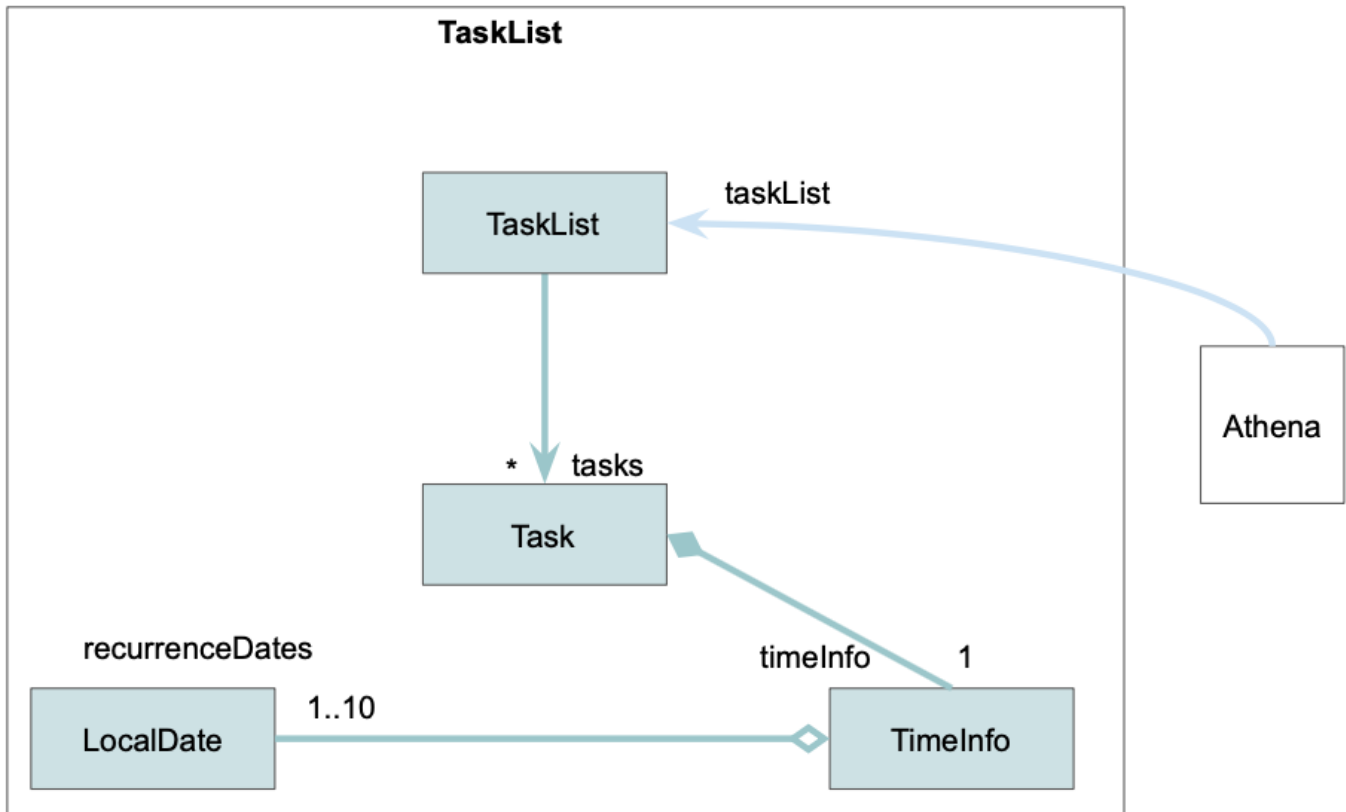 TaskList
taskList
TaskList
Athena
* tasks
Task
recurrenceDates
timeInfo 1
1..10
LocalDate
TimeInfo